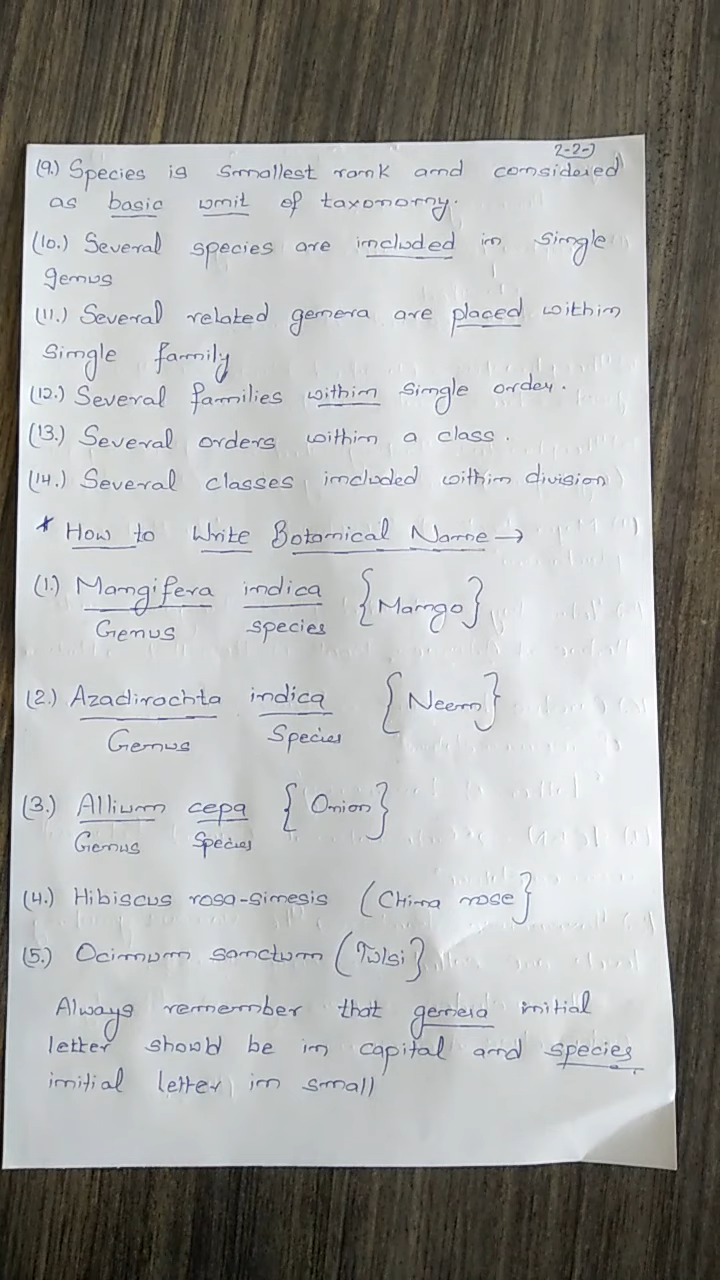 2-2-)
(9.) Species is smallest rank and considered
as basic unit of taxonomy.
(10.) Several species are included in single
genus
(11.) Several related genera are placed within
single family
(12.) Several families within single order.
(13.) Several orders within a class.
(14.) Several classes included within division
* How to Write Botanical Name →
(1.) Mangifera indica {Mango}
Genus species
(2.) Azadirachta indica {Neem}
Genus Species
(3.) Allium cepa {Onion}
Genus Species
(4.) Hibiscus rosa-sinesis (China rose}
(5.) Ocimum sanctum (Tulsi}
Always remember that genera initial
letter should be in capital and species
initial letter in small